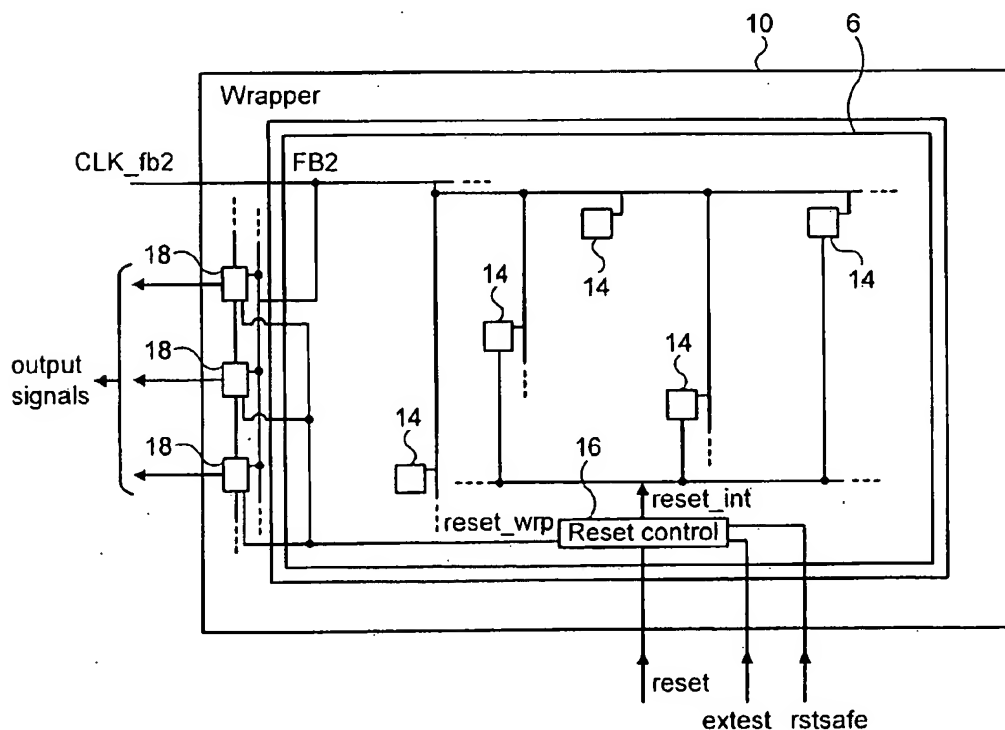 10
6
Wrapper
CLK_fb2
FB2
18
14
14
14
18
14
output
signals
18
14
16
reset_int
reset_wrp
Reset control
reset
extest
rstsafe